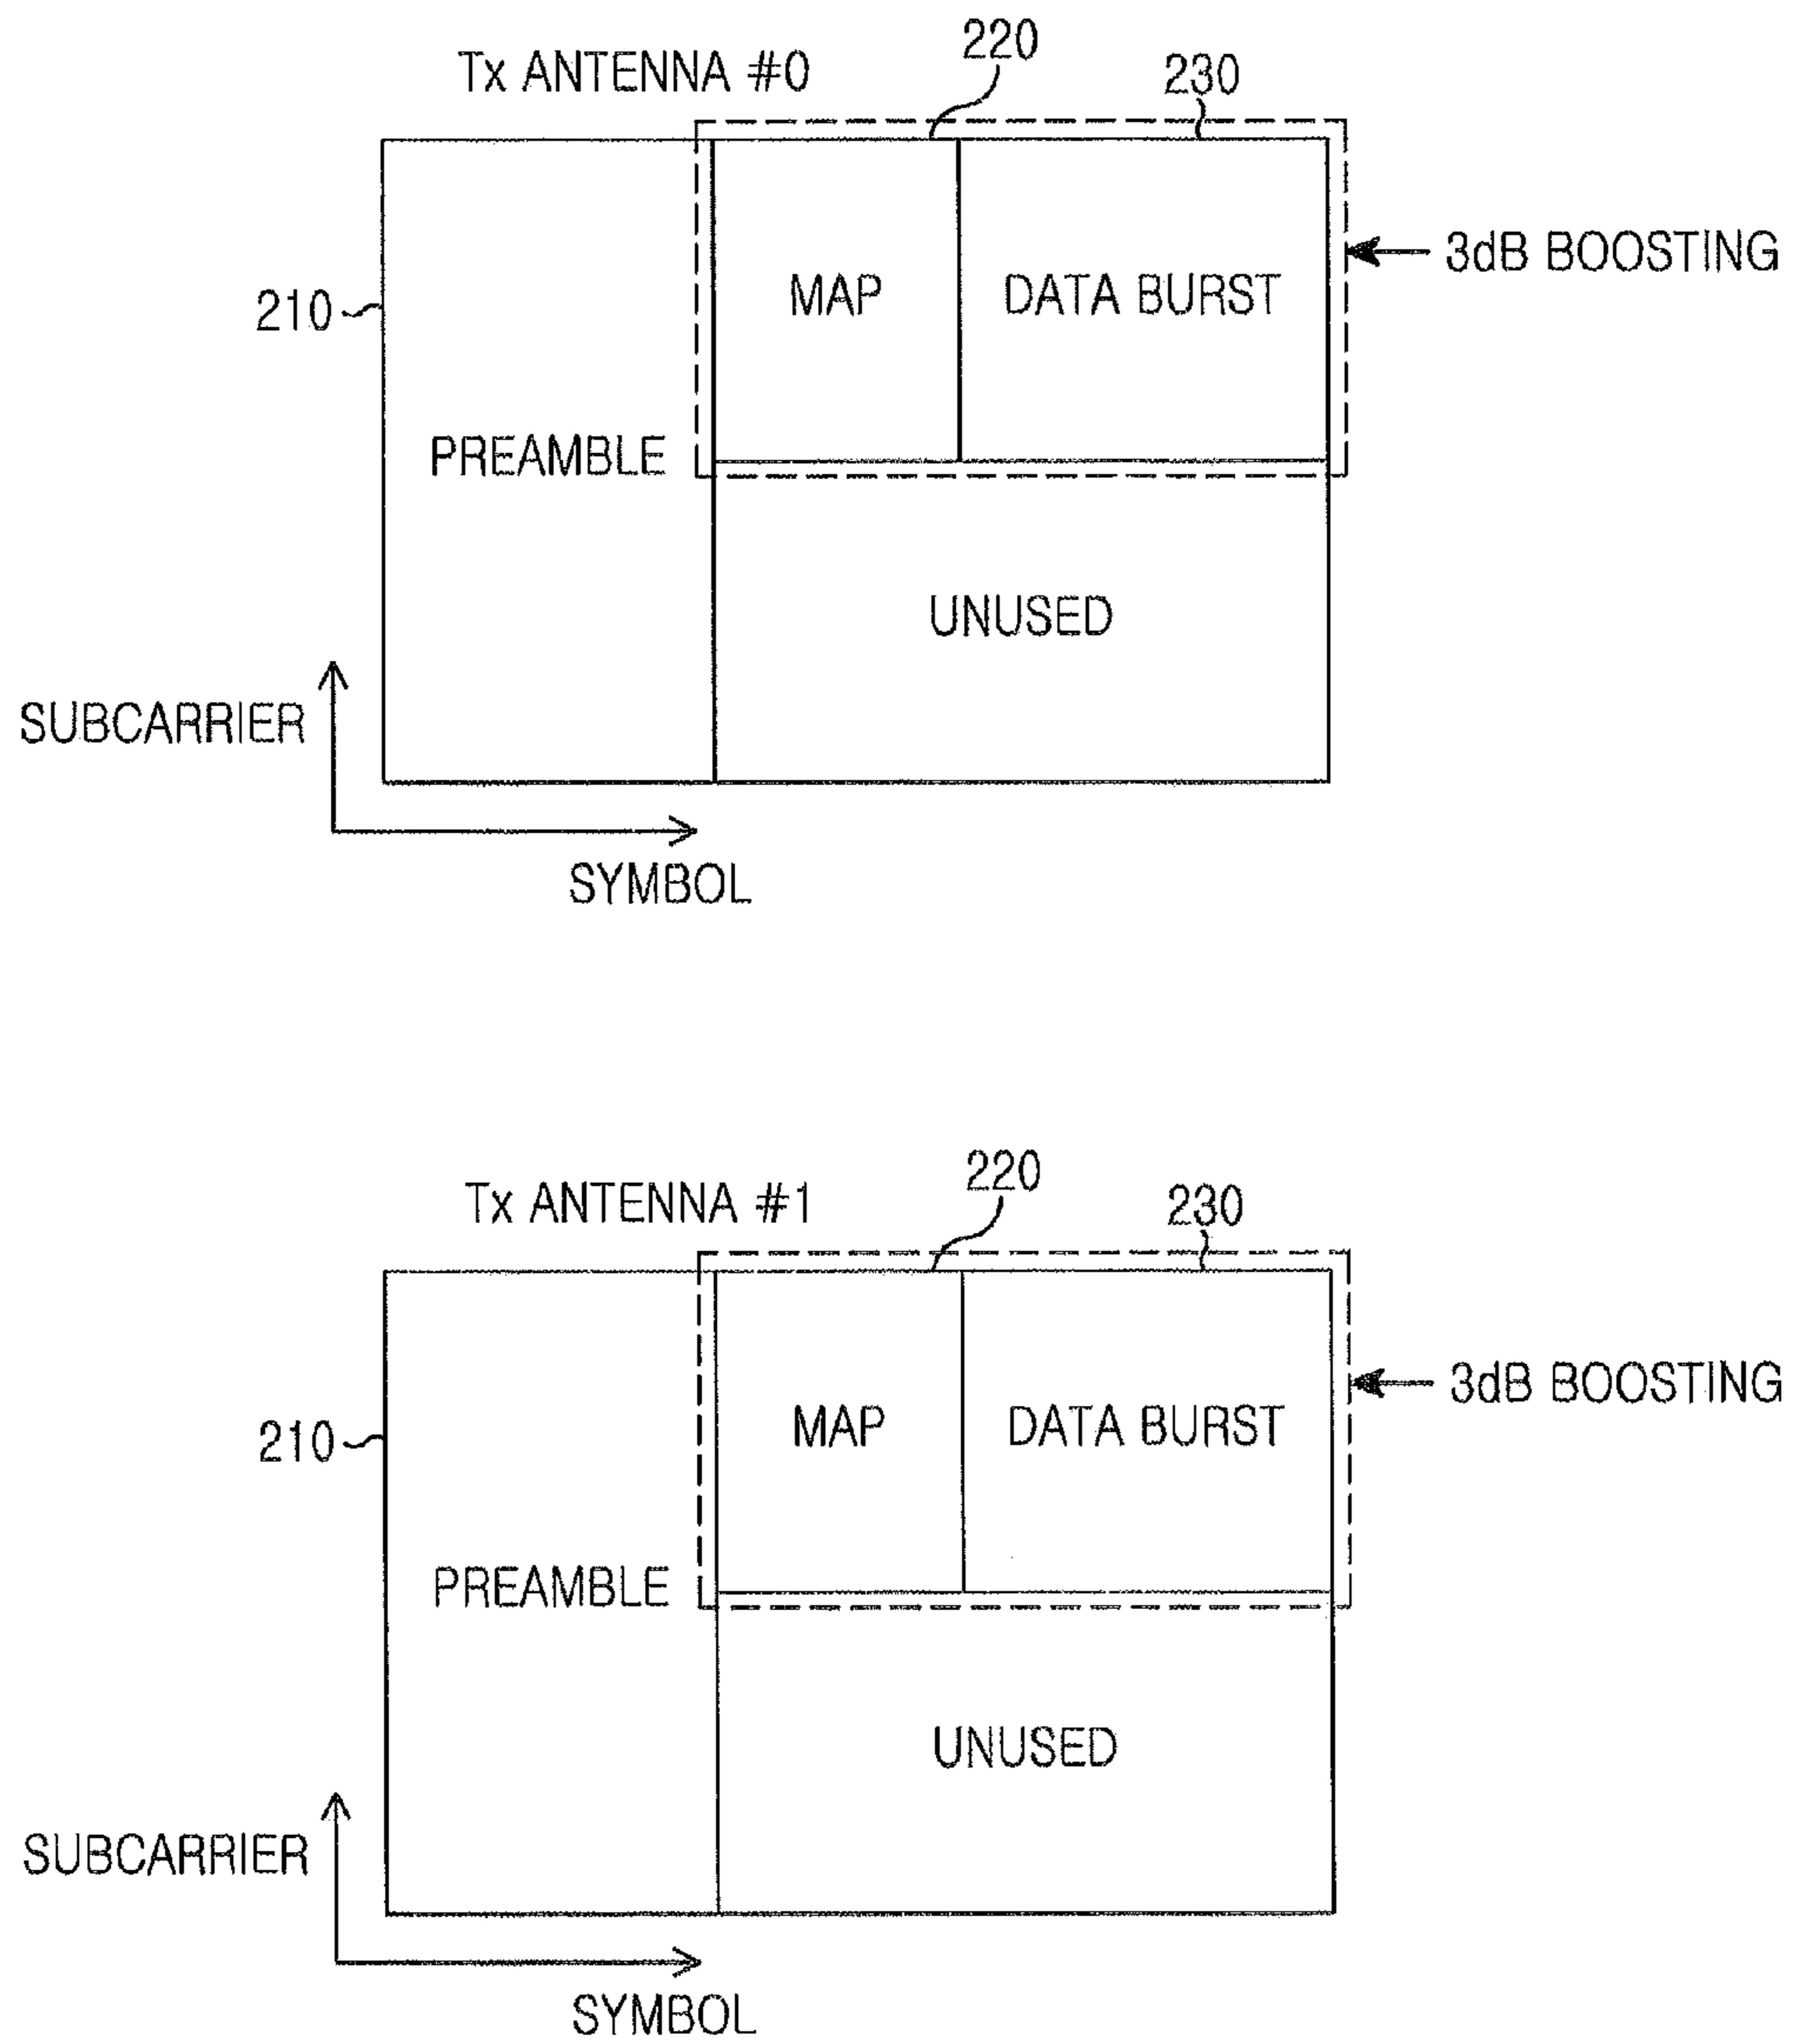 Tx ANTENNA #0
220
230
3dB BOOSTING
210
MAP
DATA BURST
PREAMBLE
UNUSED
SUBCARRIER
SYMBOL
Tx ANTENNA #1
220
230
3dB BOOSTING
210
MAP
DATA BURST
PREAMBLE
UNUSED
SUBCARRIER
SYMBOL